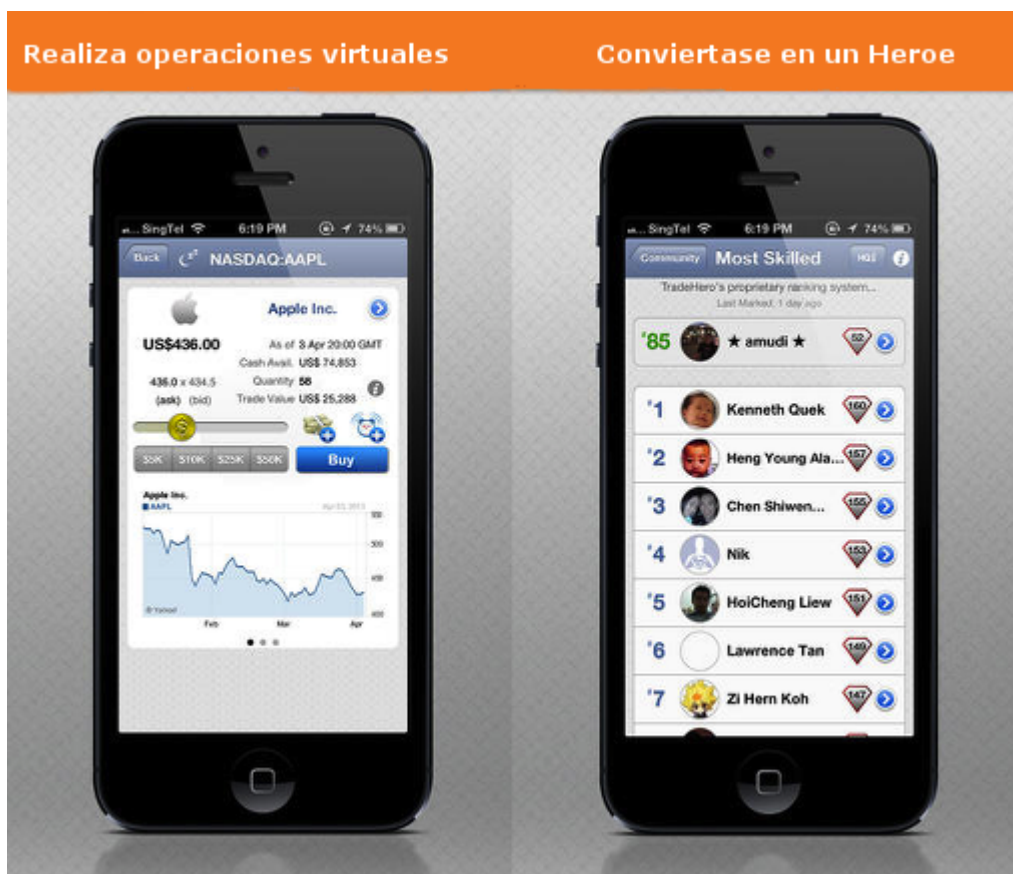 Realiza operaciones virtuales
Conviertase en un Heroe
SingTel 6:19 PM 74%
Back NASDAQ:AAPL
Apple Inc.
US$436.00 As of 3 Apr 20:00 GMT
Cash Avail. US$ 74,853
436.0 x 434.5 Quantity 58
(ask) (bid) Trade Value US$ 25,288
$5K $10K $25K $50K Buy
Apple Inc.
AAPL
500
450
400
Feb Mar Apr
SingTel 6:19 PM 74%
Community Most Skilled
TradeHero's proprietary ranking system...
Last Marked, 1 day ago
#85 ★ amudi ★ 52
#1 Kenneth Quek 160
#2 Heng Young Ala... 157
#3 Chen Shiwen... 155
#4 Nik 153
#5 HoiCheng Liew 151
#6 Lawrence Tan 149
#7 Zi Hern Koh 147